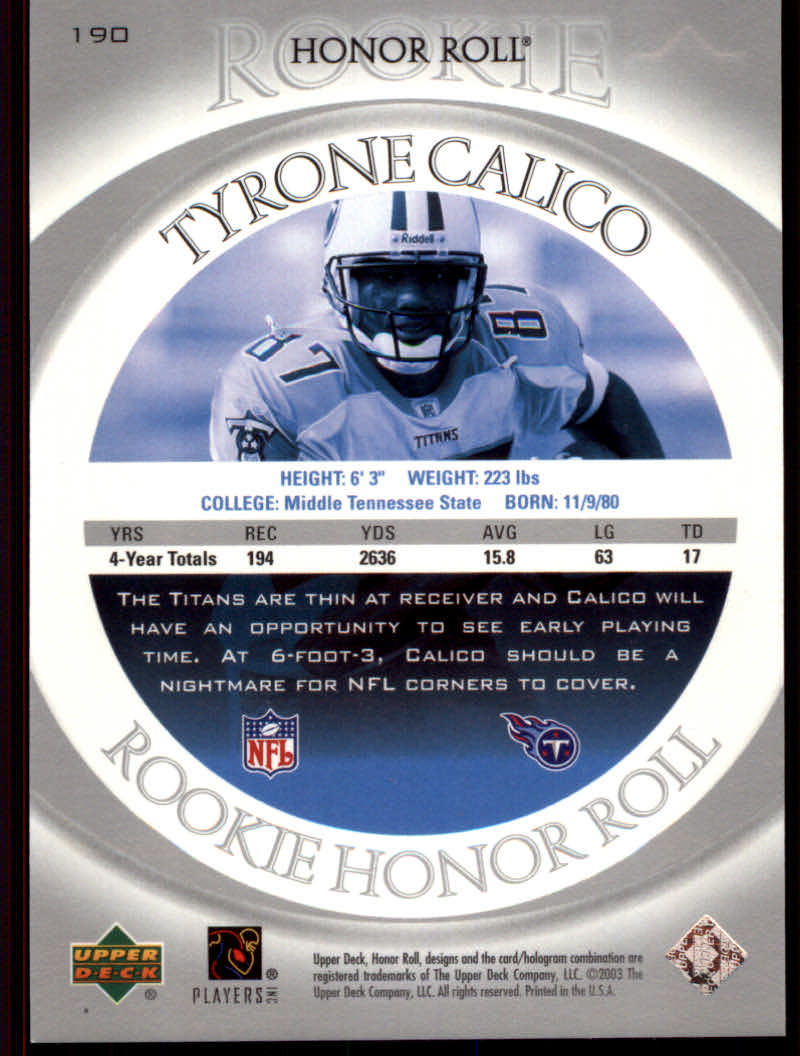 190
ROOKIE
HONOR ROLL®
TYRONE CALICO
Riddell
87
8
TITANS
HEIGHT: 6' 3" WEIGHT: 223 lbs
COLLEGE: Middle Tennessee State BORN: 11/9/80
YRS REC YDS AVG LG TD
4-Year Totals 194 2636 15.8 63 17
THE TITANS ARE THIN AT RECEIVER AND CALICO WILL
HAVE AN OPPORTUNITY TO SEE EARLY PLAYING
TIME. AT 6-FOOT-3, CALICO SHOULD BE A
NIGHTMARE FOR NFL CORNERS TO COVER.
NFL
T
ROOKIE HONOR ROLL
UPPER
D·E·C·K
®
PLAYERS INC
®
Upper Deck, Honor Roll, designs and the card/hologram combination are
registered trademarks of The Upper Deck Company, LLC. ©2003 The
Upper Deck Company, LLC. All rights reserved. Printed in the U.S.A.